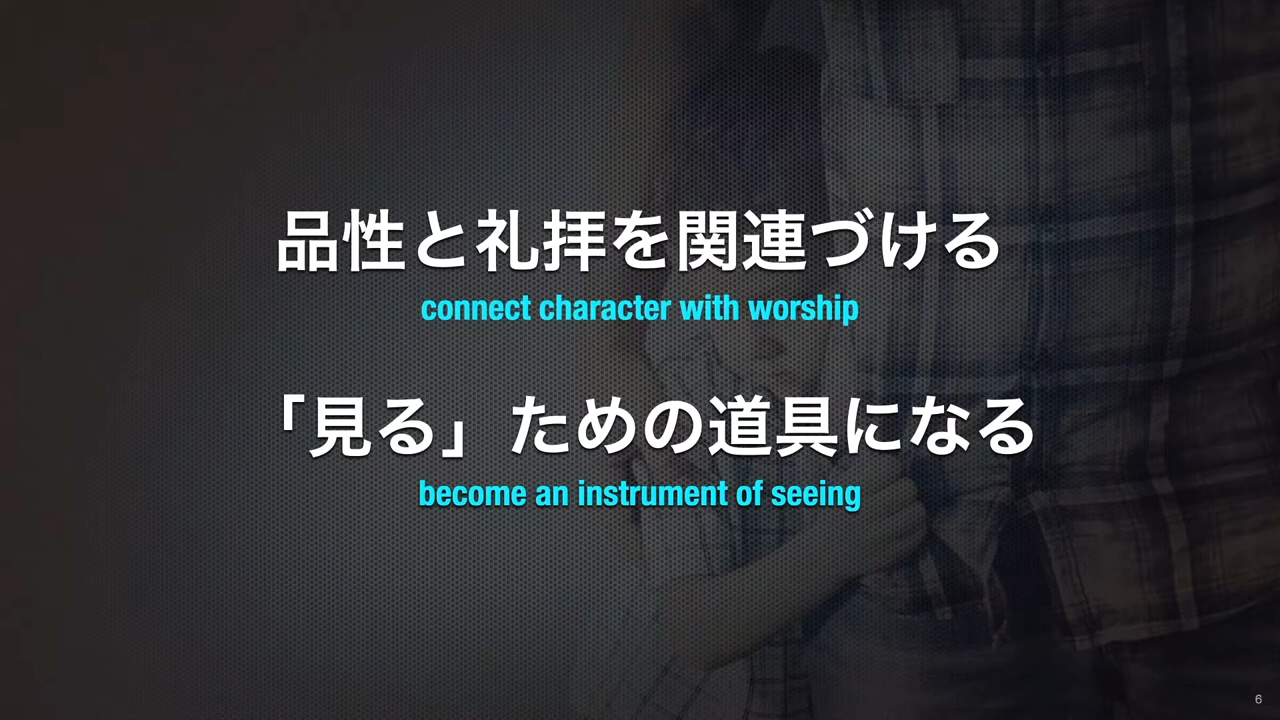 品性と礼拝を関連づける
connect character with worship
「見る」ための道具になる
become an instrument of seeing
6